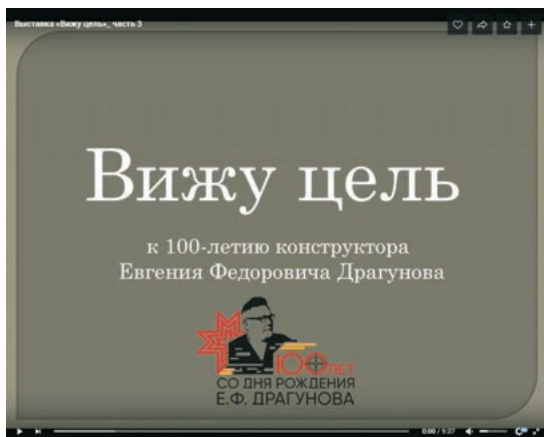 Выставка «Вижу цель»_ часть 3
Вижу цель
к 100-летию конструктора
Евгения Федоровича Драгунова
100 ЛЕТ
СО ДНЯ РОЖДЕНИЯ
Е.Ф. ДРАГУНОВА
0:00 / 9:27